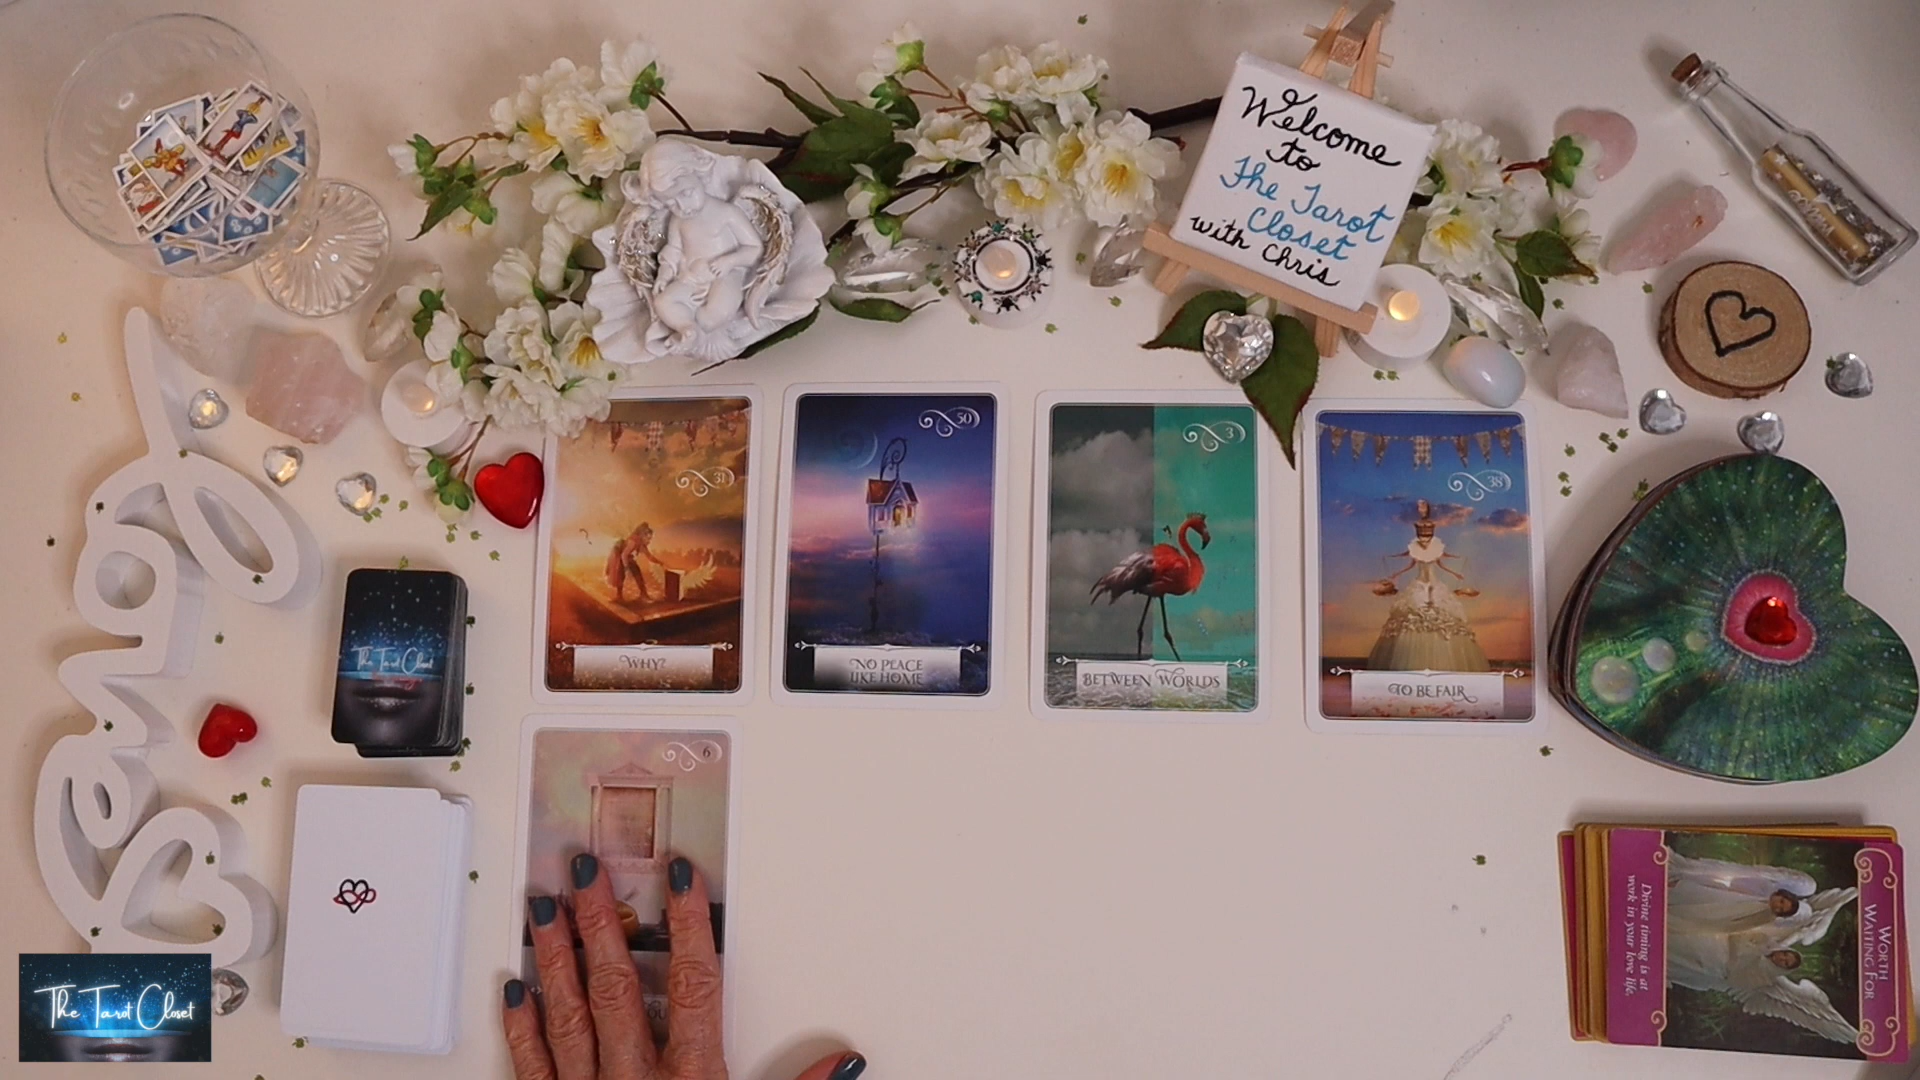 Welcome
to
The Tarot
Closet
with Chris
31
WHY?
50
NO PLACE
LIKE HOME
3
BETWEEN WORLDS
38
TO BE FAIR
6
The Tarot Closet
WORTH
WAITING FOR
Divine timing is at
work in your love life.
The Tarot Closet